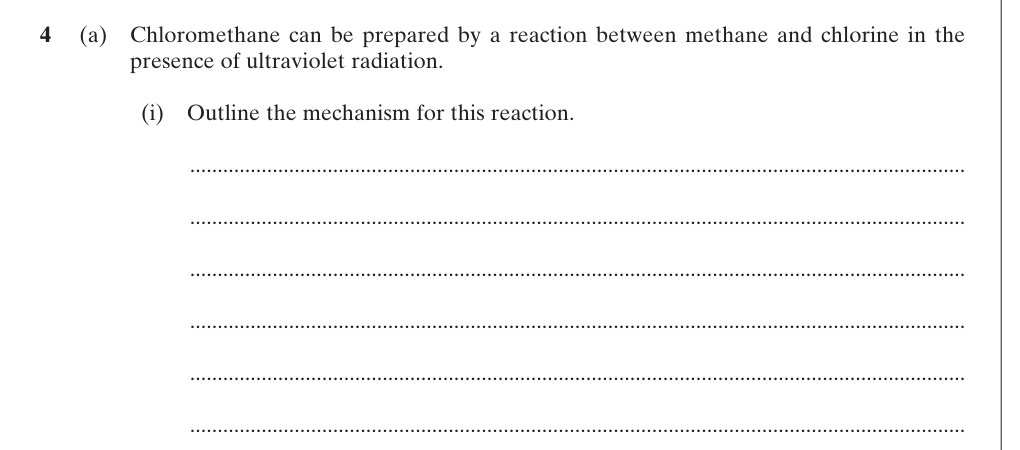 4 (a) Chloromethane can be prepared by a reaction between methane and chlorine in the
presence of ultraviolet radiation.
(i) Outline the mechanism for this reaction.